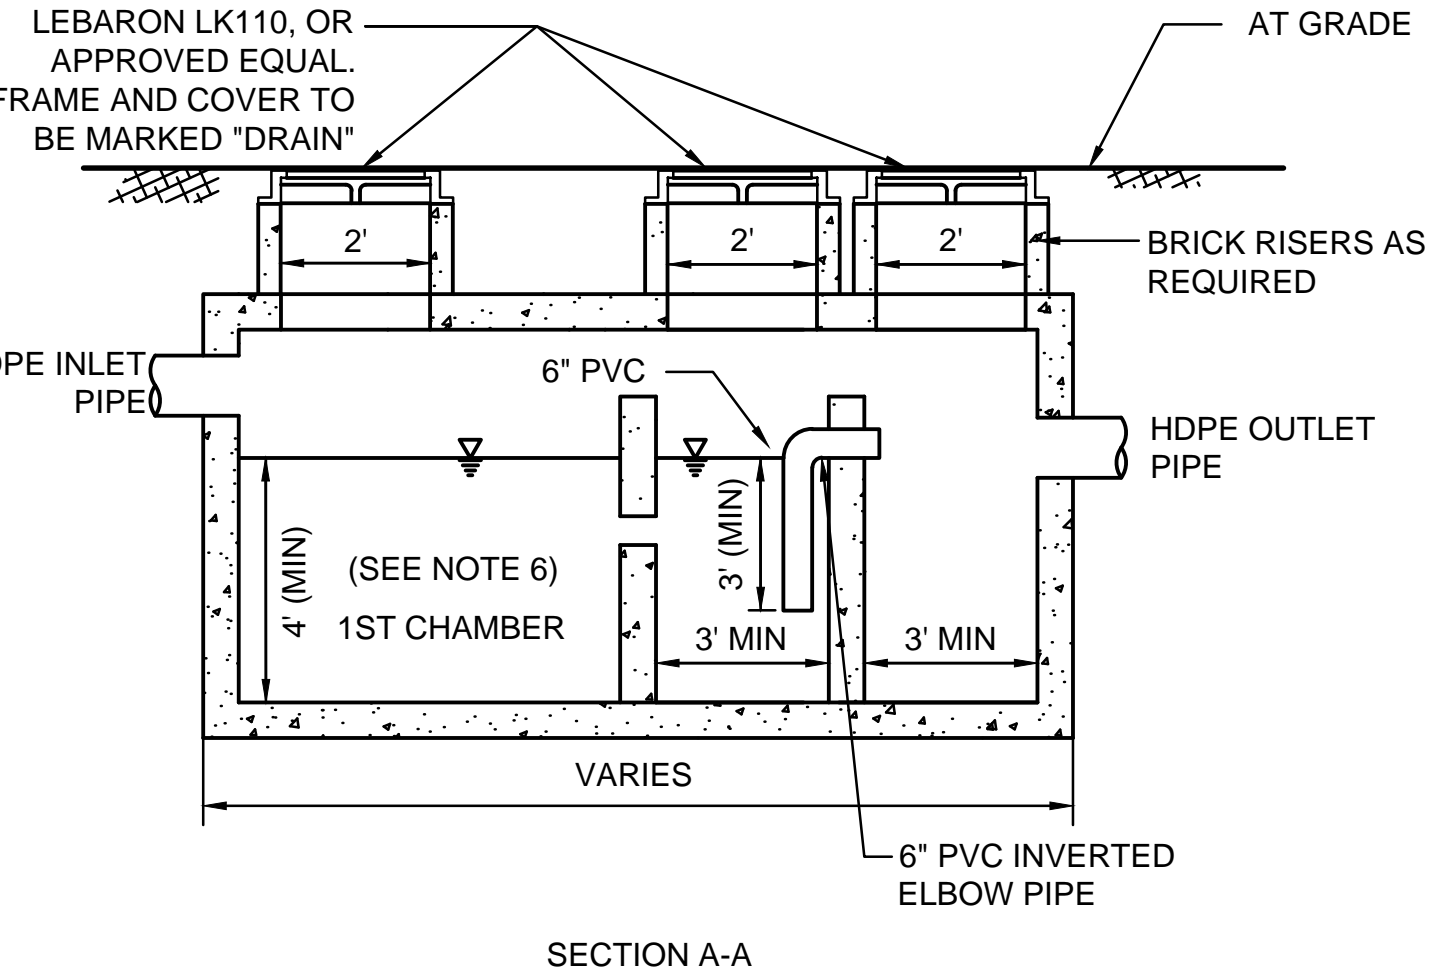 LEBARON LK110, OR
APPROVED EQUAL.
FRAME AND COVER TO
BE MARKED "DRAIN"
AT GRADE
2'
2'
2'
BRICK RISERS AS
REQUIRED
INLET
PIPE
6" PVC
HDPE OUTLET
PIPE
4' (MIN)
(SEE NOTE 6)
1ST CHAMBER
3' (MIN)
3' MIN
3' MIN
VARIES
6" PVC INVERTED
ELBOW PIPE
SECTION A-A